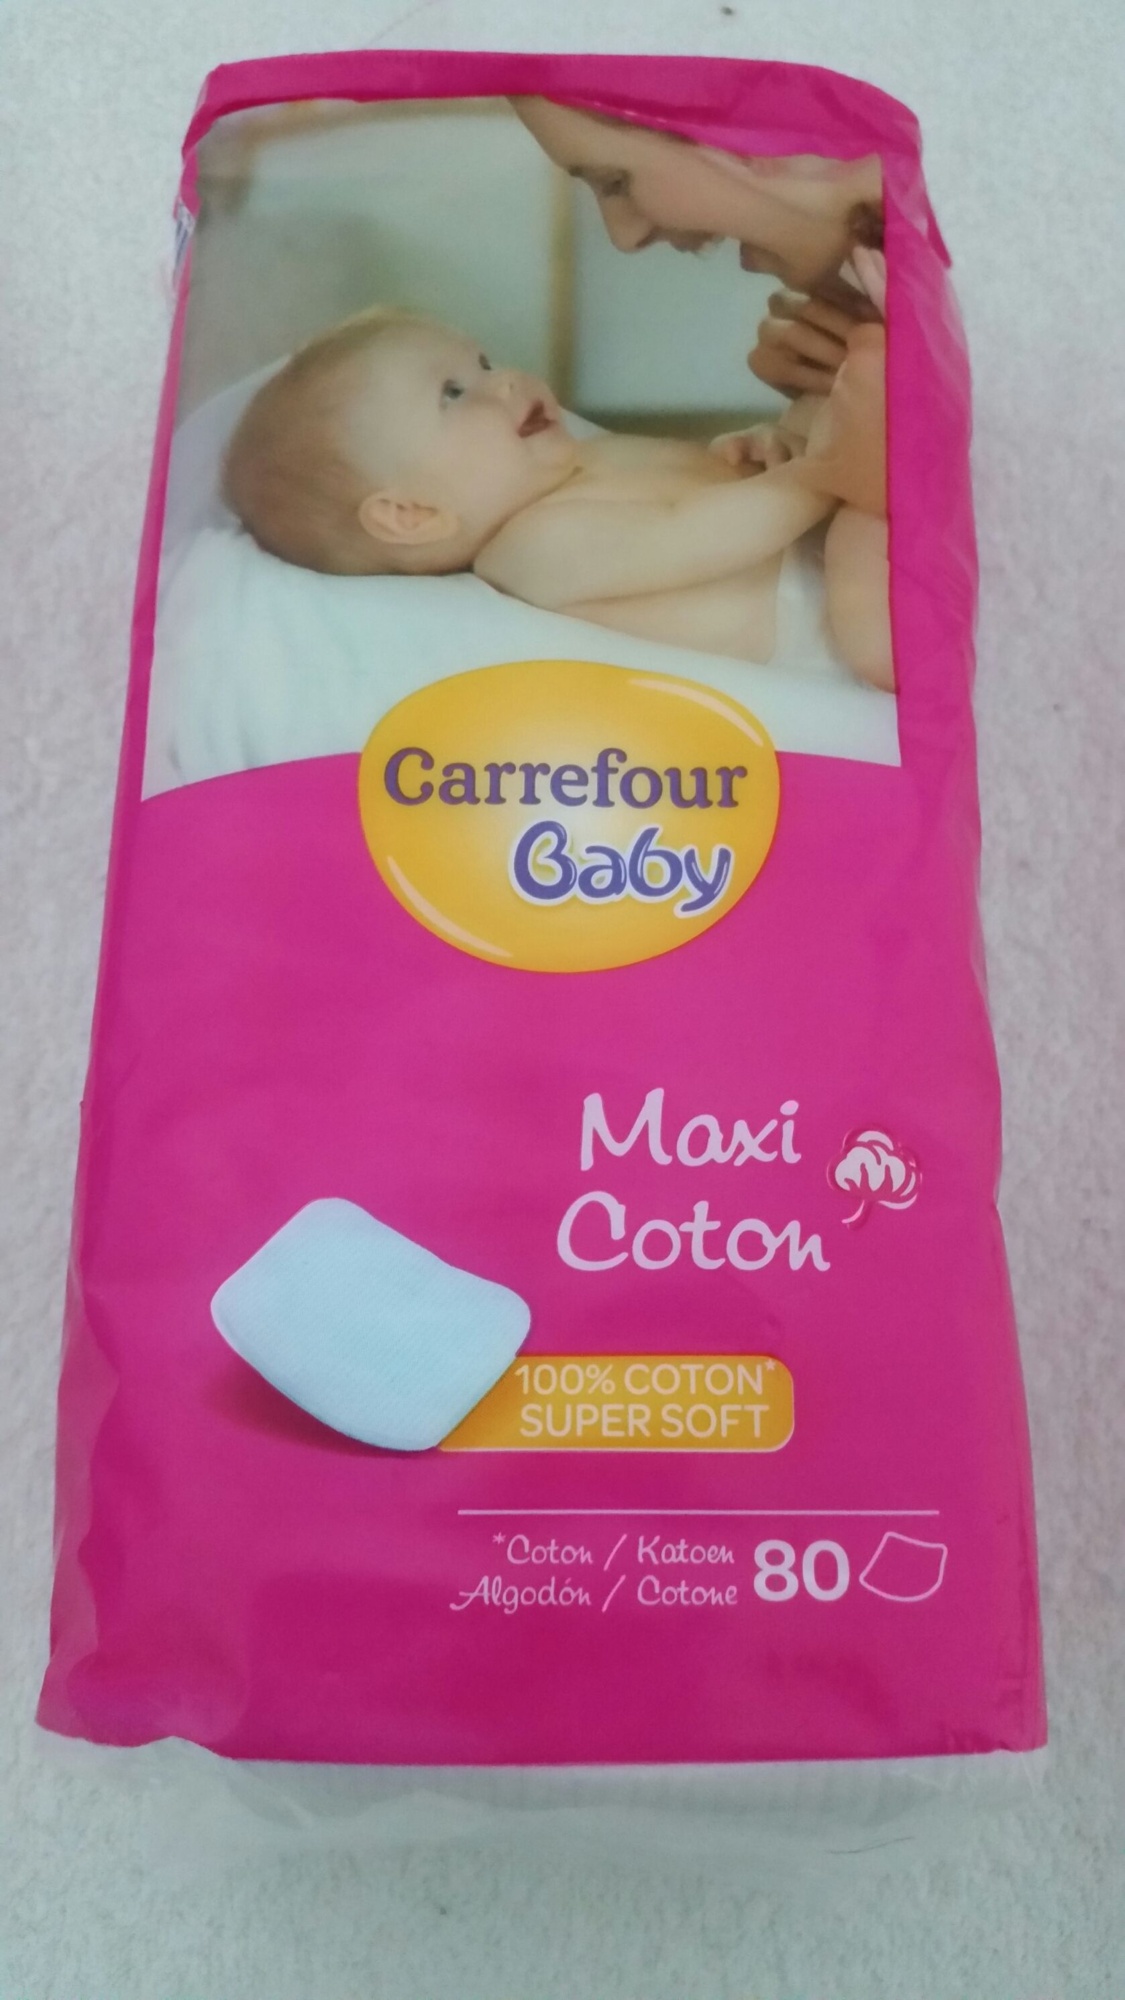 Carrefour
Baby
Maxi
Coton
100% COTON*
SUPER SOFT
*Coton / Katoen
Algodón / Cotone
80